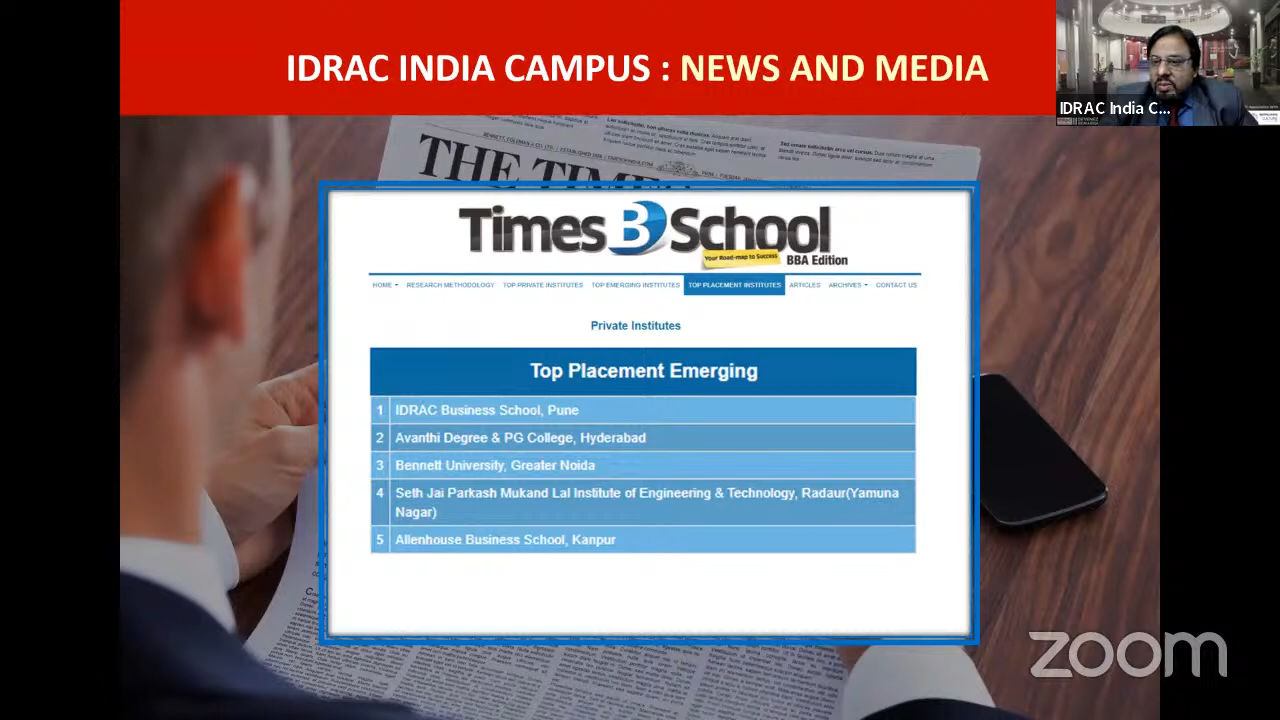 IDRAC INDIA CAMPUS : NEWS AND MEDIA
IDRAC India C...
THE TIMES
Times B School
Your Road-map to Success
BBA Edition
HOME RESEARCH METHODOLOGY TOP PRIVATE INSTITUTES TOP EMERGING INSTITUTES TOP PLACEMENT INSTITUTES ARTICLES ARCHIVES CONTACT US
Private Institutes
Top Placement Emerging
1 IDRAC Business School, Pune
2 Avanthi Degree & PG College, Hyderabad
3 Bennett University, Greater Noida
4 Seth Jai Parkash Mukand Lal Institute of Engineering & Technology, Radaur(Yamuna
Nagar)
5 Allenhouse Business School, Kanpur
zoom